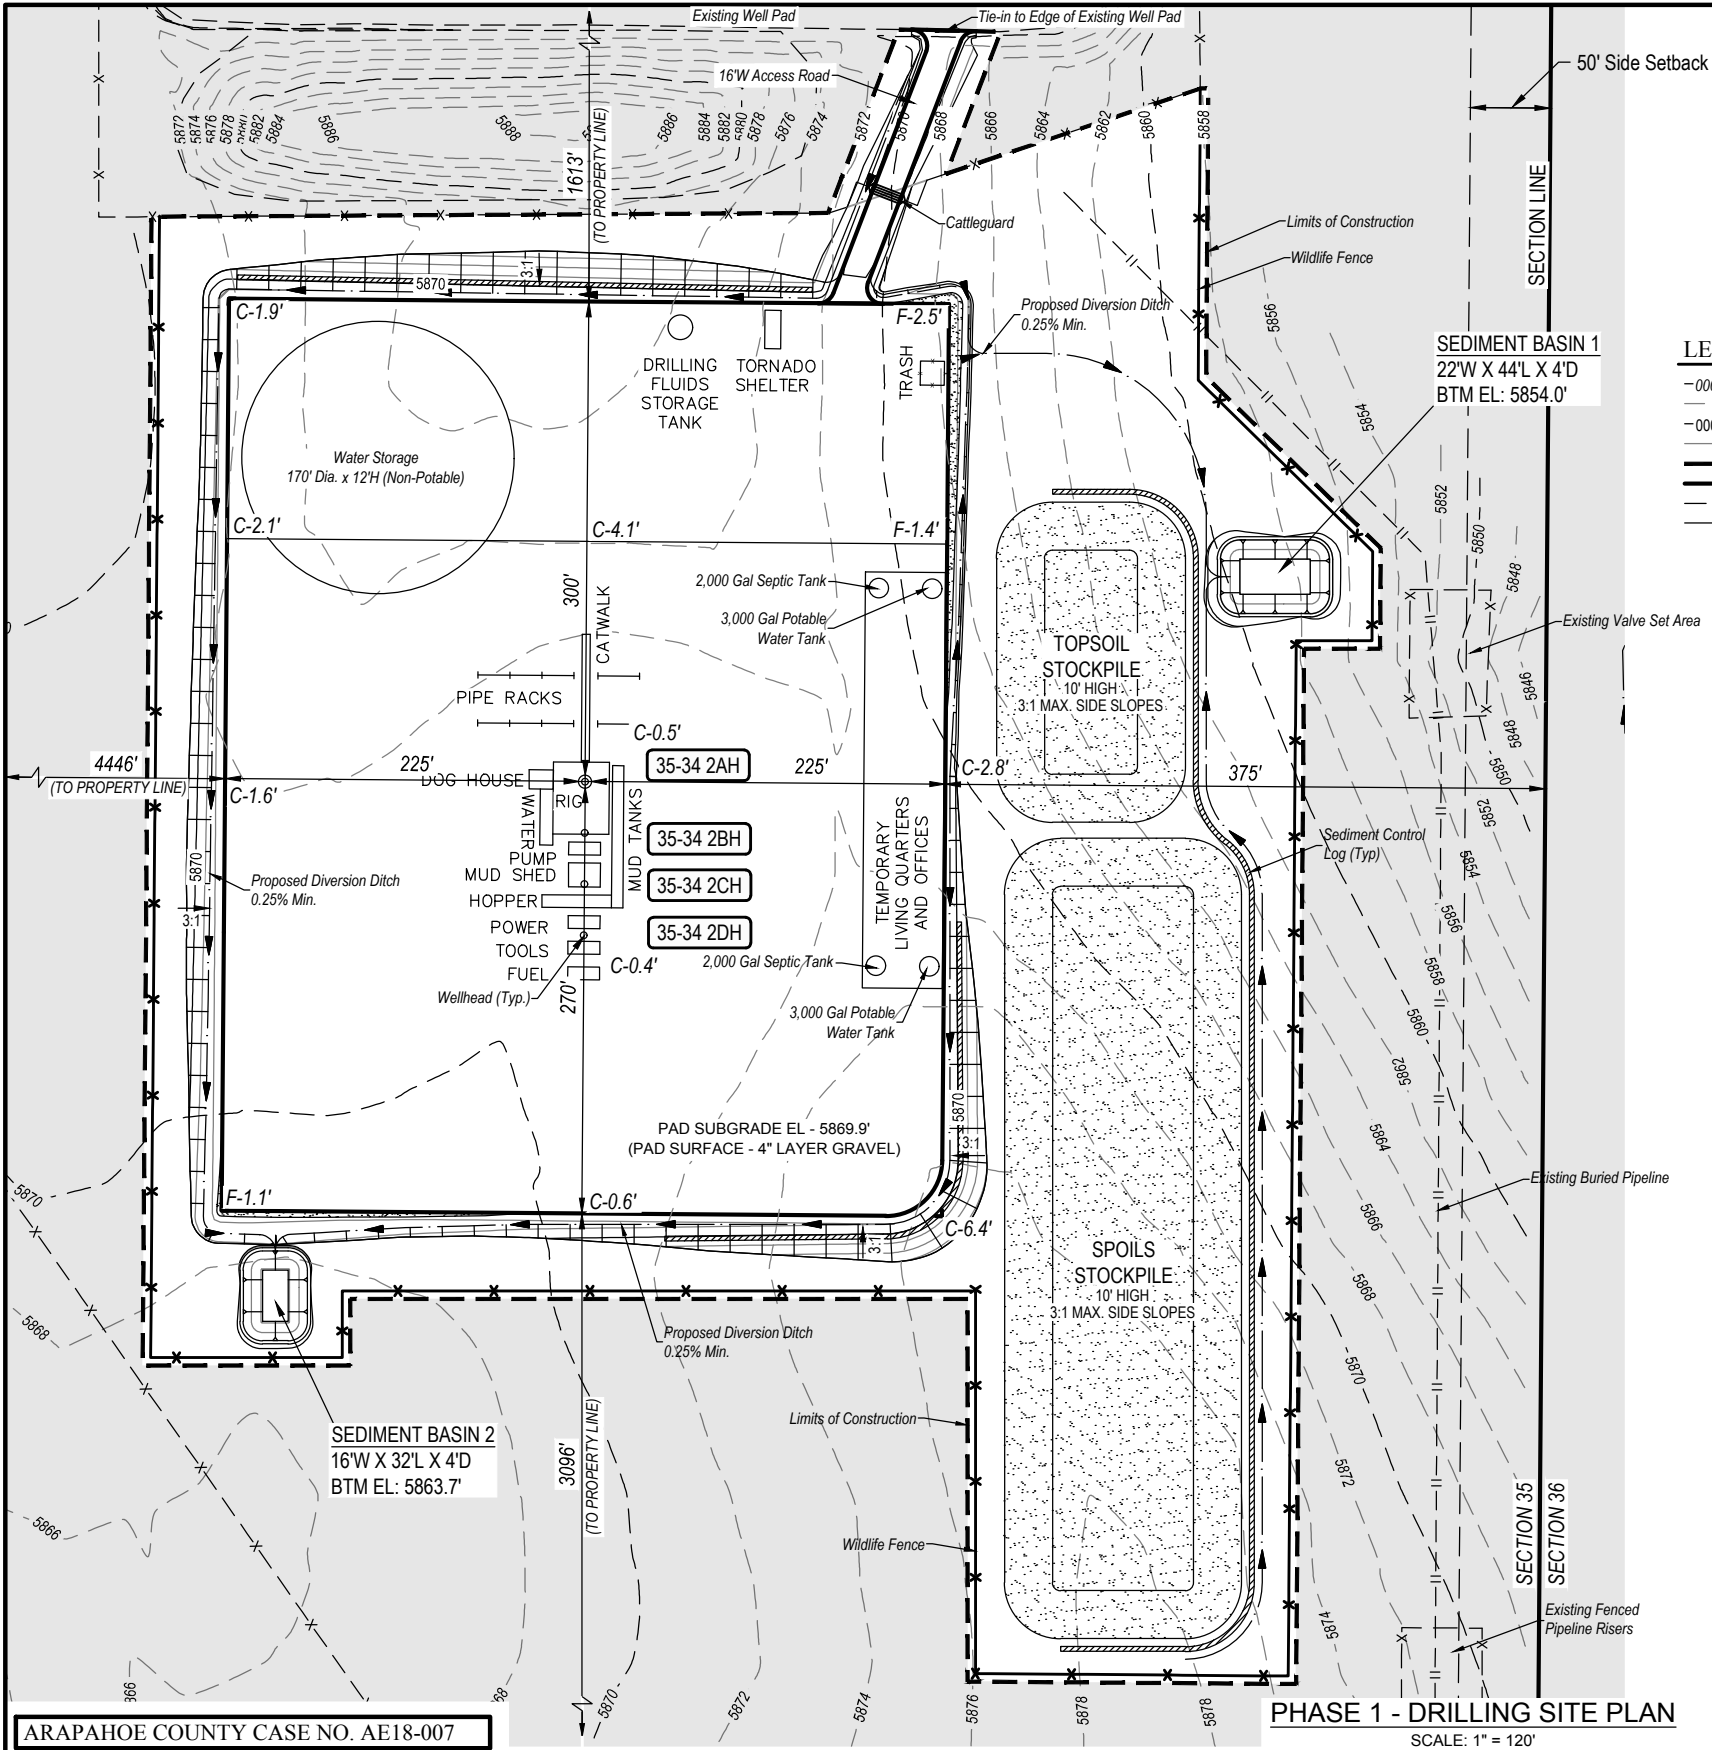 Existing Well Pad
Tie-in to Edge of Existing Well Pad
50' Side Setback
16'W Access Road
5872
5874
5876
5878
5880
5882
5884
5886
5888
5886
5884
5882
5880
5878
5876
5874
5872
5870
5868
5866
5864
5862
5860
5858
1613'
(TO PROPERTY LINE)
Cattleguard
Limits of Construction
Wildlife Fence
SECTION LINE
3:1
5870
C-1.9'
F-2.5'
Proposed Diversion Ditch
0.25% Min.
5856
5854
SEDIMENT BASIN 1
22'W X 44'L X 4'D
BTM EL: 5854.0'
LE
-000
-000
DRILLING
FLUIDS
STORAGE
TANK
TORNADO
SHELTER
TRASH
Water Storage
170' Dia. x 12'H (Non-Potable)
C-2.1'
C-4.1'
F-1.4'
5852
5850
5848
5846
5848
5850
5852
5854
5856
5858
5860
5862
5864
5866
5868
5870
5872
5874
300'
CATWALK
2,000 Gal Septic Tank
3,000 Gal Potable
Water Tank
TOPSOIL
STOCKPILE
10' HIGH
3:1 MAX. SIDE SLOPES
Existing Valve Set Area
PIPE RACKS
C-0.5'
4446'
(TO PROPERTY LINE)
225'
DOG HOUSE
RIG
35-34 2AH
225'
C-2.8'
375'
C-1.6'
WATER
MUD TANKS
35-34 2BH
PUMP
MUD SHED
35-34 2CH
HOPPER
POWER
35-34 2DH
TOOLS
FUEL
C-0.4'
TEMPORARY
LIVING QUARTERS
AND OFFICES
Sediment Control
Log (Typ)
5870
Proposed Diversion Ditch
0.25% Min.
3:1
Wellhead (Typ.)
270'
2,000 Gal Septic Tank
3,000 Gal Potable
Water Tank
PAD SUBGRADE EL - 5869.9'
(PAD SURFACE - 4" LAYER GRAVEL)
5870
3:1
Existing Buried Pipeline
5870
F-1.1'
C-0.6'
C-6.4'
3:1
SPOILS
STOCKPILE
10' HIGH
3:1 MAX. SIDE SLOPES
5868
Proposed Diversion Ditch
0.25% Min.
Limits of Construction
SEDIMENT BASIN 2
16'W X 32'L X 4'D
BTM EL: 5863.7'
3096'
(TO PROPERTY LINE)
5866
Wildlife Fence
SECTION 35
SECTION 36
Existing Fenced
Pipeline Risers
866
68
5870
5872
5874
5876
5878
5878
ARAPAHOE COUNTY CASE NO. AE18-007
PHASE 1 - DRILLING SITE PLAN
SCALE: 1" = 120'